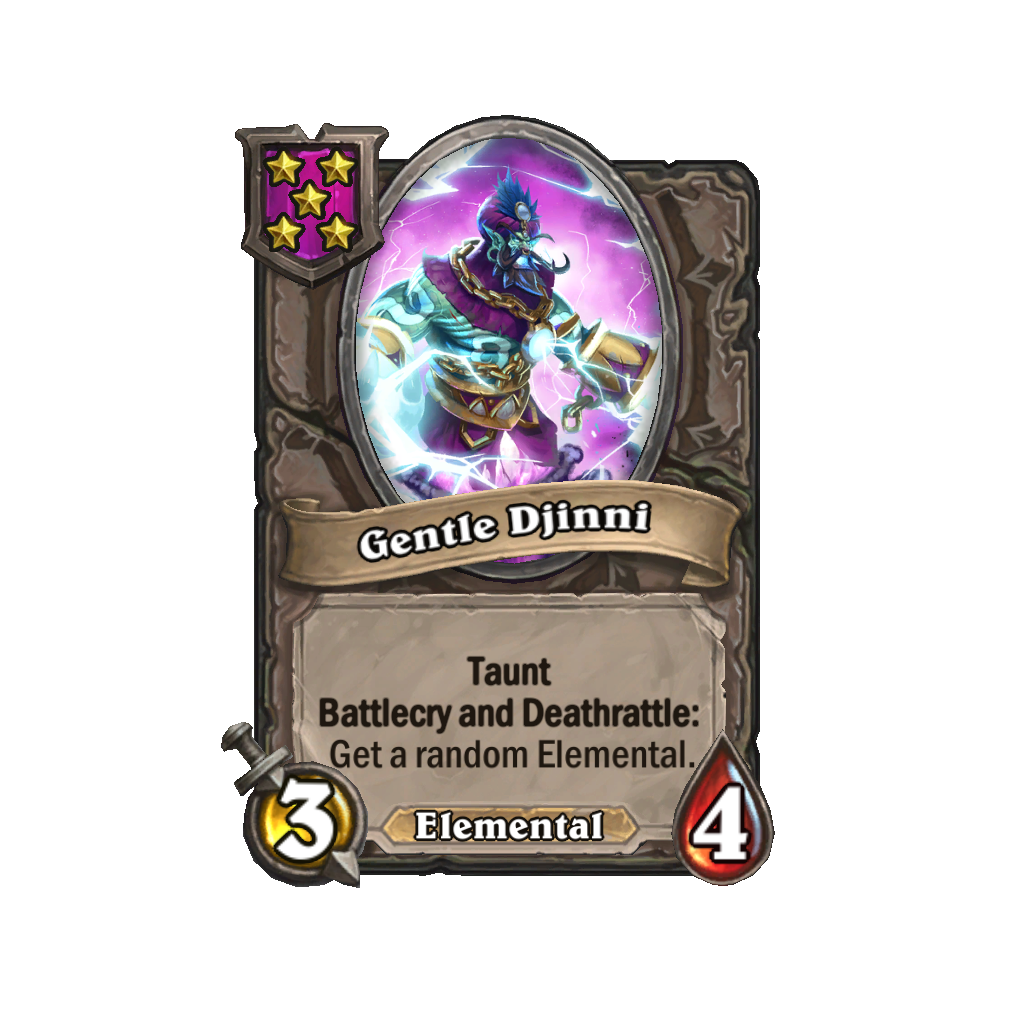 Gentle Djinni
Taunt
Battlecry and Deathrattle:
Get a random Elemental.
3
Elemental
4